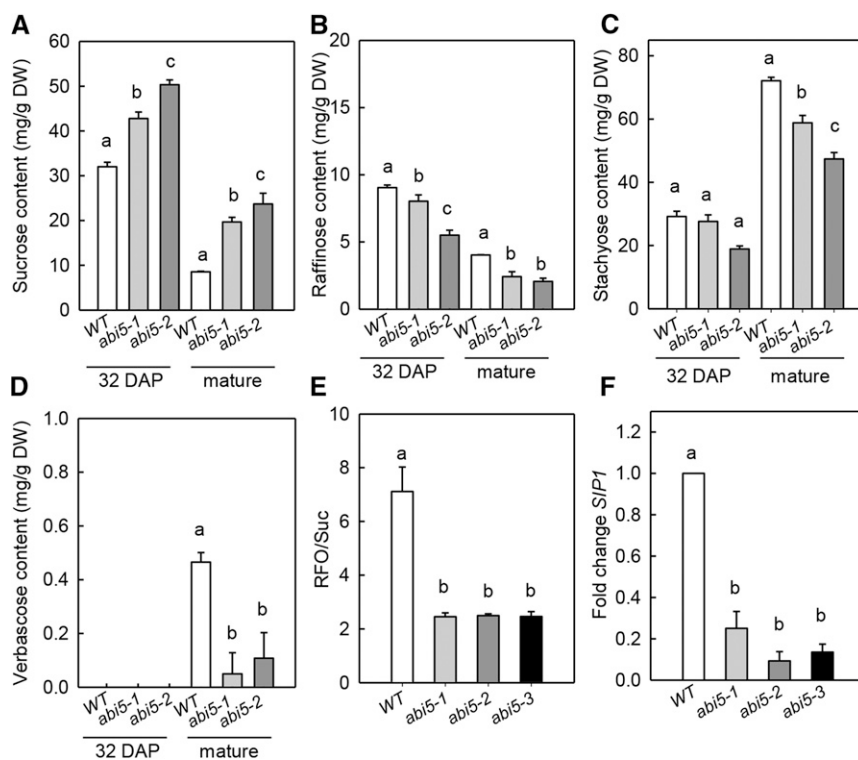 A
Sucrose content (mg/g DW)
60
50
40
30
20
10
0
a
b
c
a
b
c
WT
abi5-1
abi5-2
WT
abi5-1
abi5-2
32 DAP
mature
B
Raffinose content (mg/g DW)
20
15
10
5
0
a
b
c
a
b
b
WT
abi5-1
abi5-2
WT
abi5-1
abi5-2
32 DAP
mature
C
Stachyose content (mg/g DW)
80
60
40
20
0
a
a
a
a
b
c
WT
abi5-1
abi5-2
WT
abi5-1
abi5-2
32 DAP
mature
D
Verbascose content (mg/g DW)
1.0
0.8
0.6
0.4
0.2
0.0
a
b
b
WT
abi5-1
abi5-2
WT
abi5-1
abi5-2
32 DAP
mature
E
RFO/Suc
10
8
6
4
2
0
a
b
b
b
WT
abi5-1
abi5-2
abi5-3
F
Fold change SIP1
1.2
1.0
0.8
0.6
0.4
0.2
0.0
a
b
b
b
WT
abi5-1
abi5-2
abi5-3